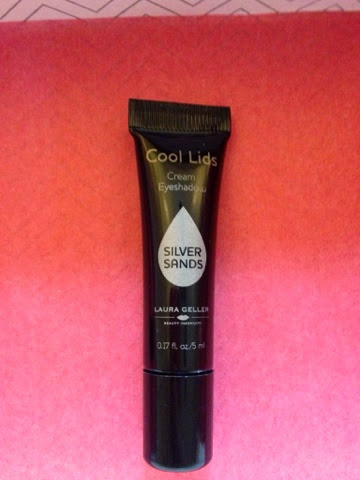 Cool Lids
Cream
Eyeshadow
SILVER
SANDS
LAURA GELLER
0.17 fl. oz/5 ml